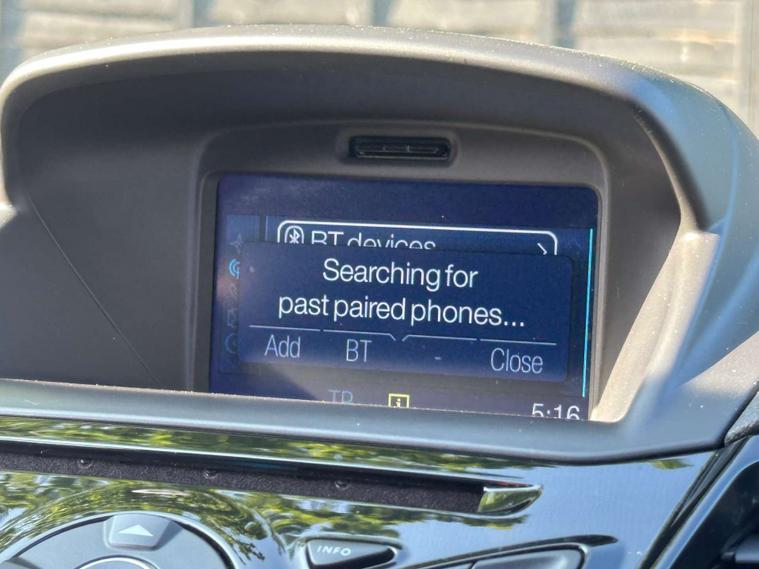 BT devices
Searching for
past paired phones...
Add BT - Close
TP i 5:16
INFO